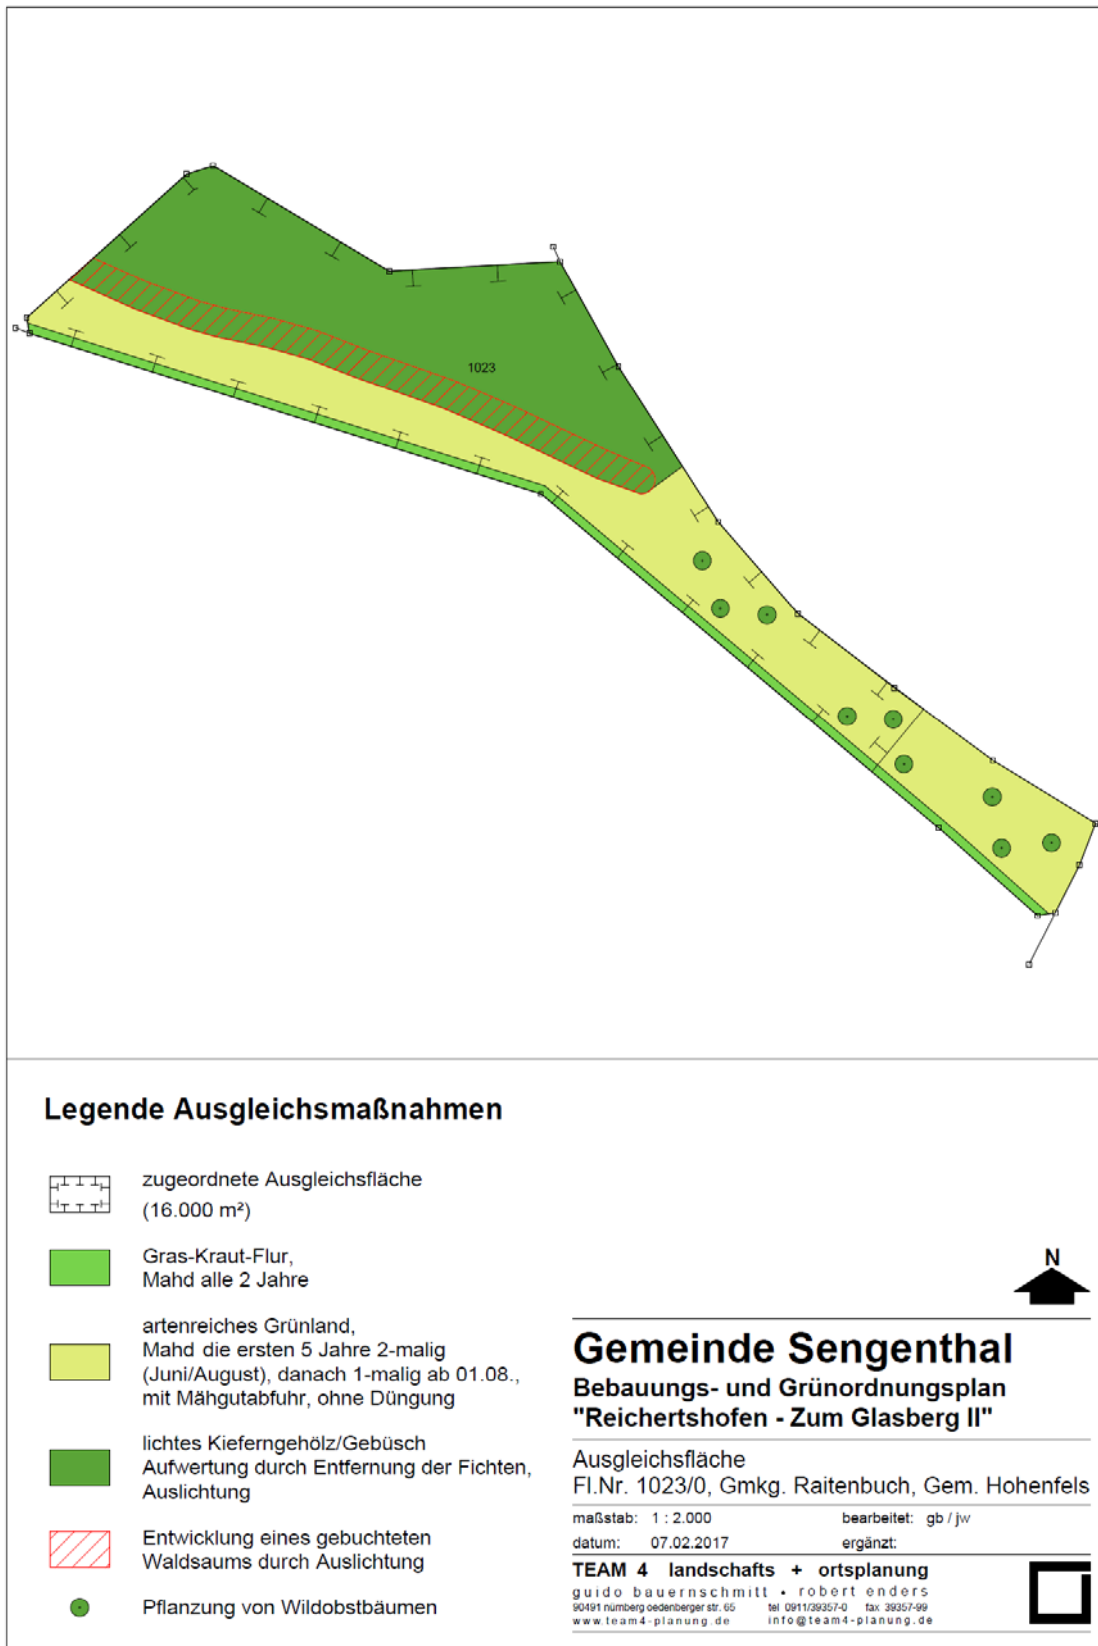 1023
Legende Ausgleichsmaßnahmen
zugeordnete Ausgleichsfläche
(16.000 m²)
Gras-Kraut-Flur,
Mahd alle 2 Jahre
artenreiches Grünland,
Mahd die ersten 5 Jahre 2-malig
(Juni/August), danach 1-malig ab 01.08.,
mit Mähgutabfuhr, ohne Düngung
lichtes Kieferngehölz/Gebüsch
Aufwertung durch Entfernung der Fichten,
Auslichtung
Entwicklung eines gebuchteten
Waldsaums durch Auslichtung
Pflanzung von Wildobstbäumen
N
Gemeinde Sengenthal
Bebauungs- und Grünordnungsplan
"Reichertshofen - Zum Glasberg II"
Ausgleichsfläche
Fl.Nr. 1023/0, Gmkg. Raitenbuch, Gem. Hohenfels
maßstab: 1 : 2.000 bearbeitet: gb / jw
datum: 07.02.2017 ergänzt:
TEAM 4 landschafts + ortsplanung
guido bauernschmitt • robert enders
90491 nürnberg oedenberger str. 65 tel 0911/39357-0 fax 39357-99
www.team4-planung.de info@team4-planung.de